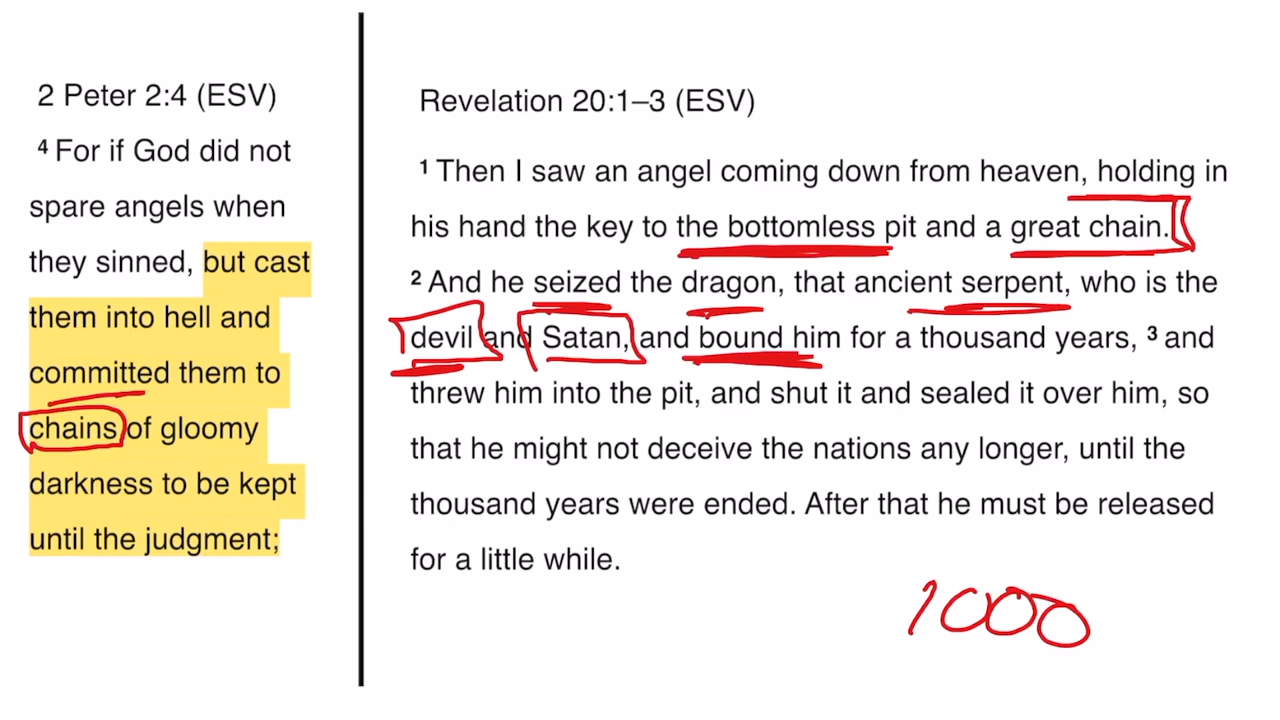 2 Peter 2:4 (ESV)
4 For if God did not
spare angels when
they sinned, but cast
them into hell and
committed them to
chains of gloomy
darkness to be kept
until the judgment;
Revelation 20:1–3 (ESV)
1 Then I saw an angel coming down from heaven, holding in
his hand the key to the bottomless pit and a great chain.
2 And he seized the dragon, that ancient serpent, who is the
devil and Satan, and bound him for a thousand years, 3 and
threw him into the pit, and shut it and sealed it over him, so
that he might not deceive the nations any longer, until the
thousand years were ended. After that he must be released
for a little while.
1000